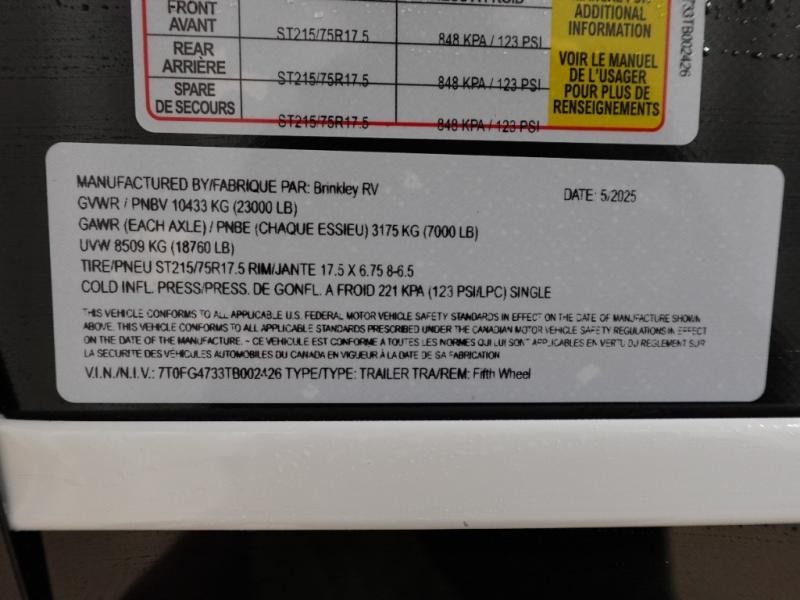 FRONT
AVANT
ST215/75R17.5
848 KPA / 123 PSI
REAR
ARRIÈRE
ST215/75R17.5
848 KPA / 123 PSI
SPARE
DE SECOURS
ST215/75R17.5
848 KPA / 123 PSI
MANUAL FOR
ADDITIONAL
INFORMATION
VOIR LE MANUEL
DE L'USAGER
POUR PLUS DE
RENSEIGNEMENTS
733TB002426
MANUFACTURED BY/FABRIQUE PAR: Brinkley RV
DATE: 5/2025
GVWR / PNBV 10433 KG (23000 LB)
GAWR (EACH AXLE) / PNBE (CHAQUE ESSIEU) 3175 KG (7000 LB)
UVW 8509 KG (18760 LB)
TIRE/PNEU ST215/75R17.5 RIM/JANTE 17.5 X 6.75 8-6.5
COLD INFL. PRESS/PRESS. DE GONFL. A FROID 221 KPA (123 PSI/LPC) SINGLE
THIS VEHICLE CONFORMS TO ALL APPLICABLE U.S. FEDERAL MOTOR VEHICLE SAFETY STANDARDS IN EFFECT ON THE DATE OF MANUFACTURE SHOWN
ABOVE. THIS VEHICLE CONFORMS TO ALL APPLICABLE STANDARDS PRESCRIBED UNDER THE CANADIAN MOTOR VEHICLE SAFETY REGULATIONS IN EFFECT
ON THE DATE OF THE MANUFACTURE. - CE VEHICULE EST CONFORME A TOUTES LES NORMES QUI LUI SONT APPLICABLES EN VERTU DU REGLEMENT SUR
LA SECURITE DES VEHICULES AUTOMOBILES DU CANADA EN VIGUEUR À LA DATE DE SA FABRICATION
V.I.N./N.I.V.: 7T0FG4733TB002426 TYPE/TYPE: TRAILER TRA/REM: Fifth Wheel